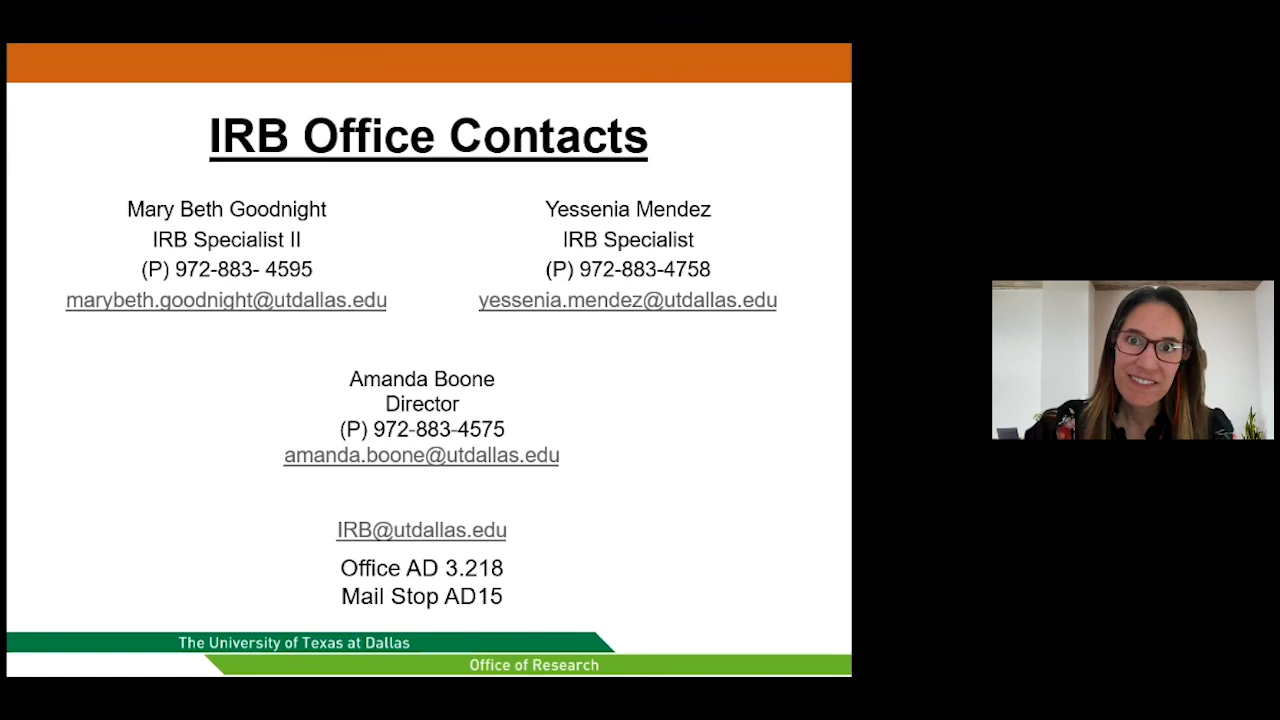 IRB Office Contacts
Mary Beth Goodnight
IRB Specialist II
(P) 972-883- 4595
marybeth.goodnight@utdallas.edu
Yessenia Mendez
IRB Specialist
(P) 972-883-4758
yessenia.mendez@utdallas.edu
Amanda Boone
Director
(P) 972-883-4575
amanda.boone@utdallas.edu
IRB@utdallas.edu
Office AD 3.218
Mail Stop AD15
The University of Texas at Dallas
Office of Research